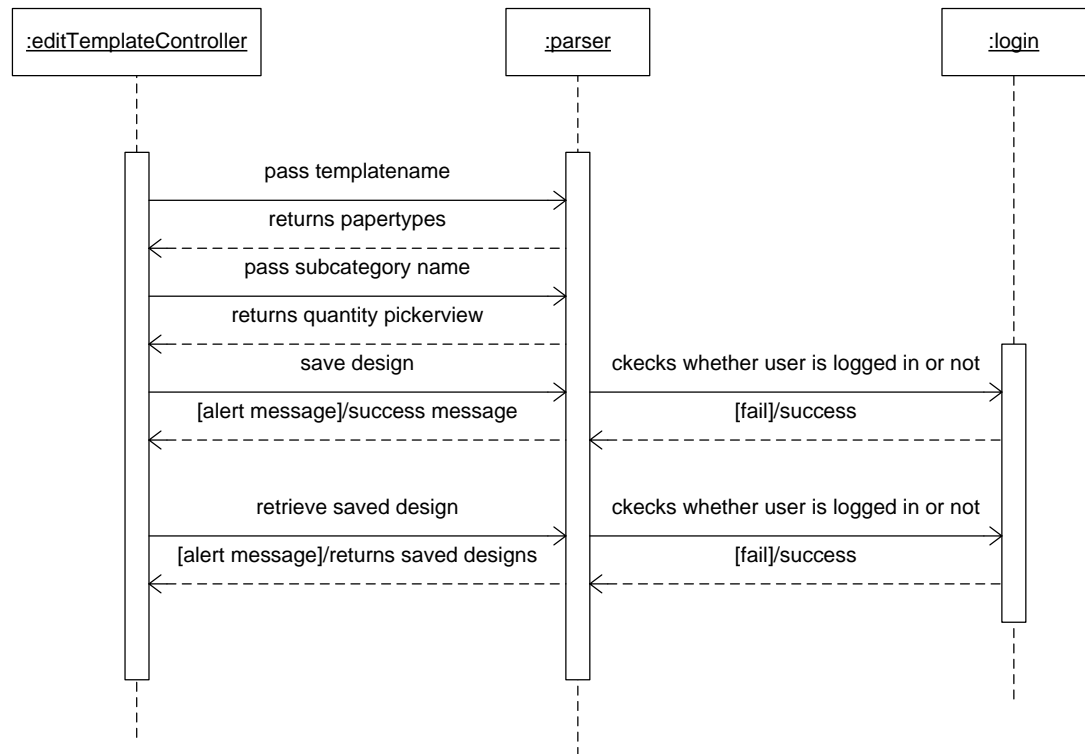 :editTemplateController
:parser
:login
pass templatename
returns papertypes
pass subcategory name
returns quantity pickerview
save design
ckecks whether user is logged in or not
[alert message]/success message
[fail]/success
retrieve saved design
ckecks whether user is logged in or not
[alert message]/returns saved designs
[fail]/success